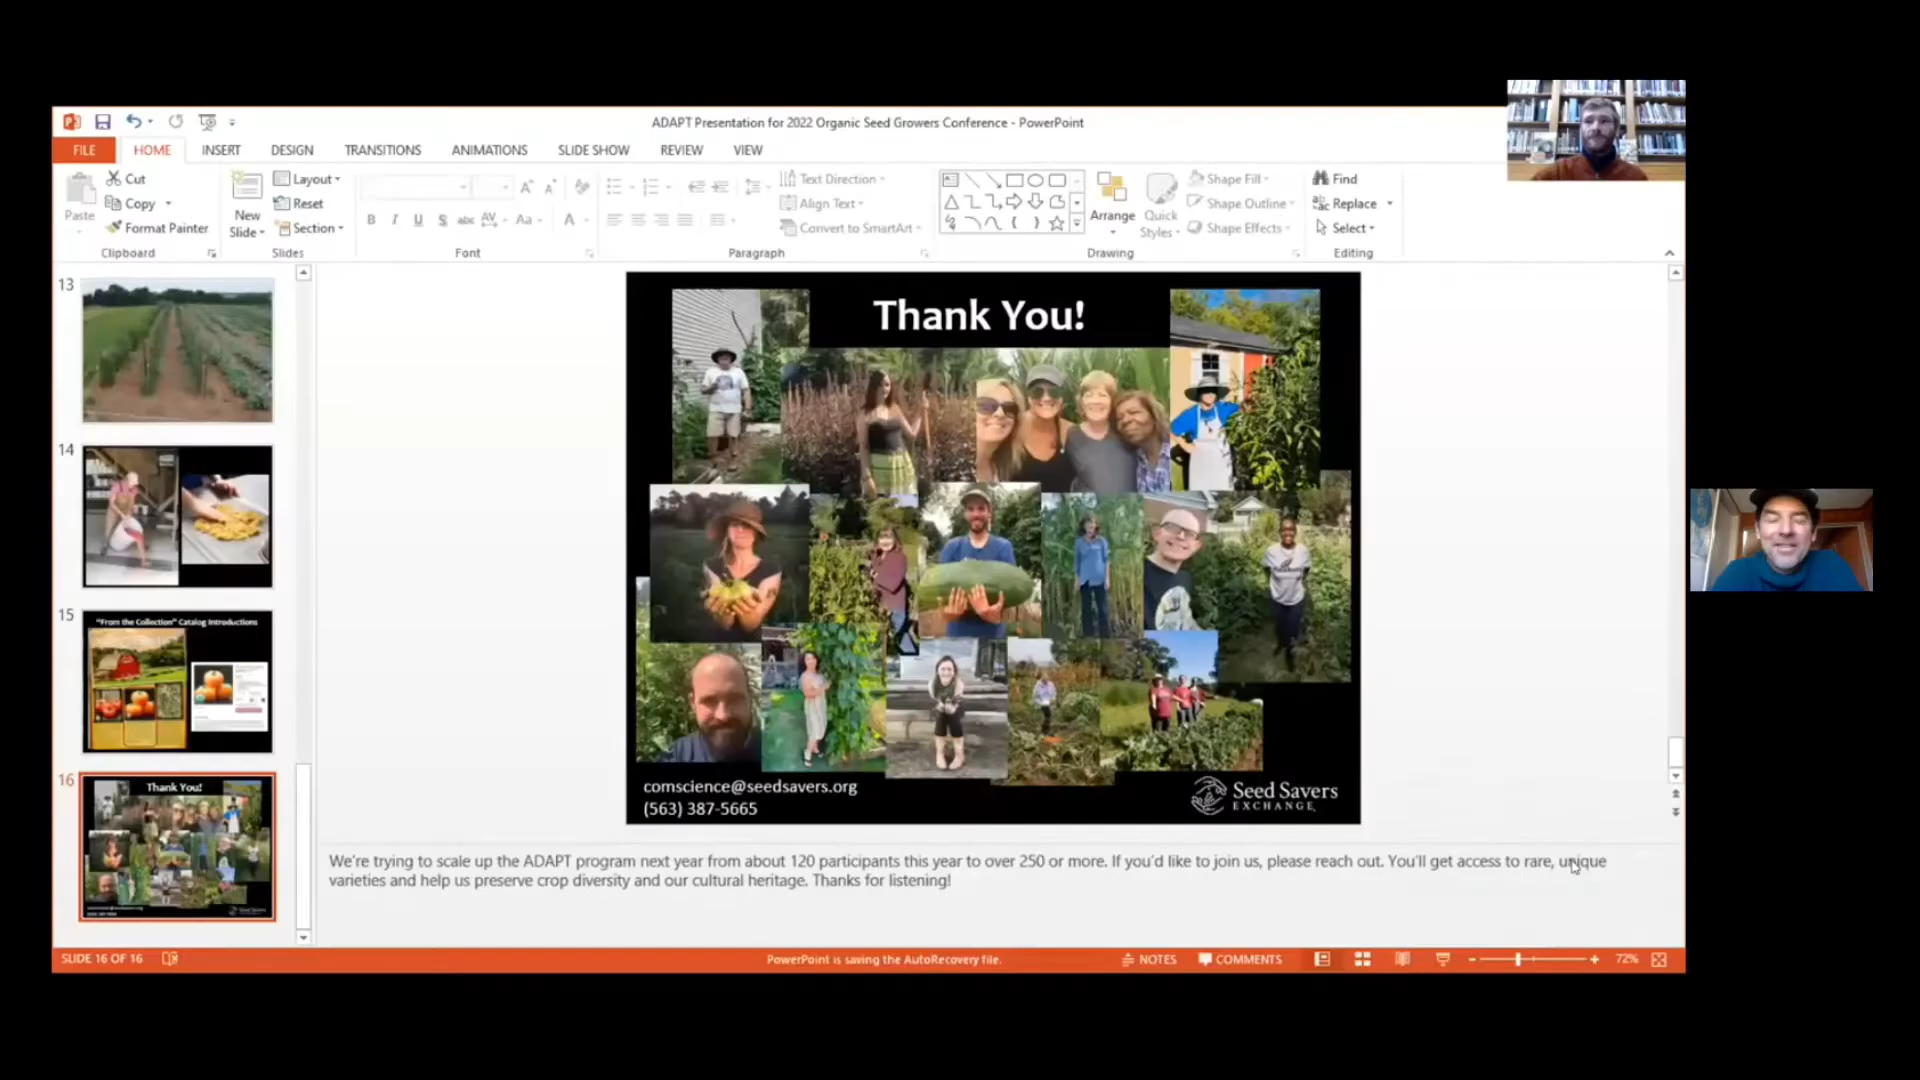 ADAPT Presentation for 2022 Organic Seed Growers Conference - PowerPoint
FILE HOME INSERT DESIGN TRANSITIONS ANIMATIONS SLIDE SHOW REVIEW VIEW
Paste
Cut
Copy
Format Painter
Clipboard
New
Slide
Layout
Reset
Section
Slides
B I U S abc AV Aa A
Font
Text Direction
Align Text
Convert to SmartArt
Paragraph
Arrange
Quick
Styles
Shape Fill
Shape Outline
Shape Effects
Drawing
Find
Replace
Select
Editing
13
14
15
"From the Collection" Catalog Introductions
16
Thank You!
Thank You!
comscience@seedsavers.org
(563) 387-5665
Seed Savers
EXCHANGE
We're trying to scale up the ADAPT program next year from about 120 participants this year to over 250 or more. If you'd like to join us, please reach out. You'll get access to rare, unique
varieties and help us preserve crop diversity and our cultural heritage. Thanks for listening!
SLIDE 16 OF 16
PowerPoint is saving the AutoRecovery file.
NOTES
COMMENTS
72%